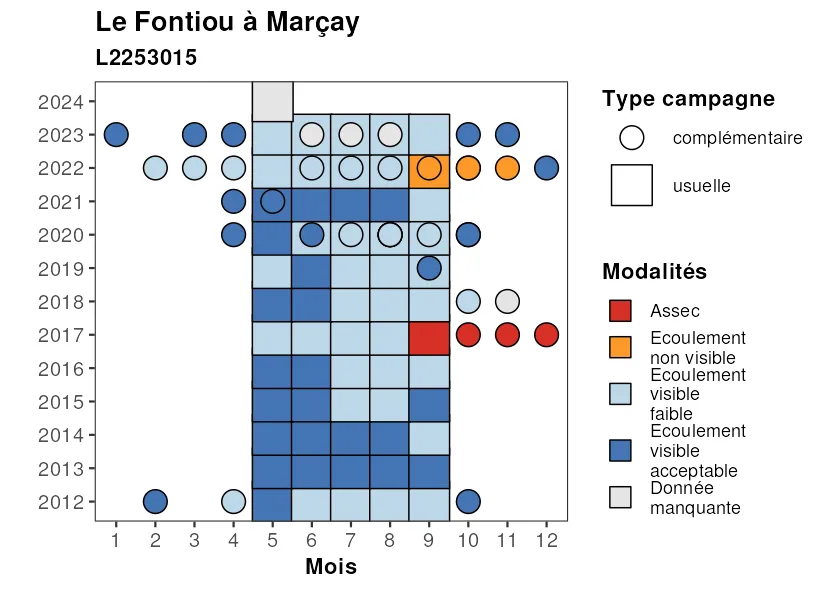 Le Fontiou à Marçay
L2253015
2024
2023
2022
2021
2020
2019
2018
2017
2016
2015
2014
2013
2012
1 2 3 4 5 6 7 8 9 10 11 12
Mois
Type campagne
complémentaire
usuelle
Modalités
Assec
Ecoulement
non visible
Ecoulement
visible
faible
Ecoulement
visible
acceptable
Donnée
manquante